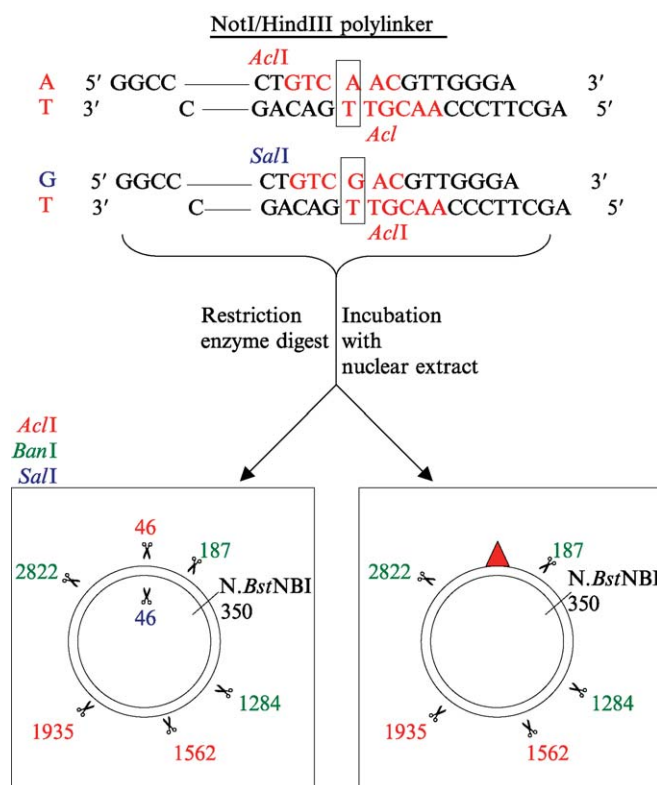 NotI/HindIII polylinker
AclI
A 5′ GGCC CTGTC A ACGTTGGGA 3′
T 3′ C GACAG T TGCAACCCTTCGA 5′
Acl
SalI
G 5′ GGCC CTGTC G ACGTTGGGA 3′
T 3′ C GACAG T TGCAACCCTTCGA 5′
AclI
Restriction
enzyme digest
Incubation
with
nuclear extract
AclI
BanI
SalI
46
187
2822
N.BstNBI
350
46
1284
1935
1562
187
2822
N.BstNBI
350
1284
1935
1562